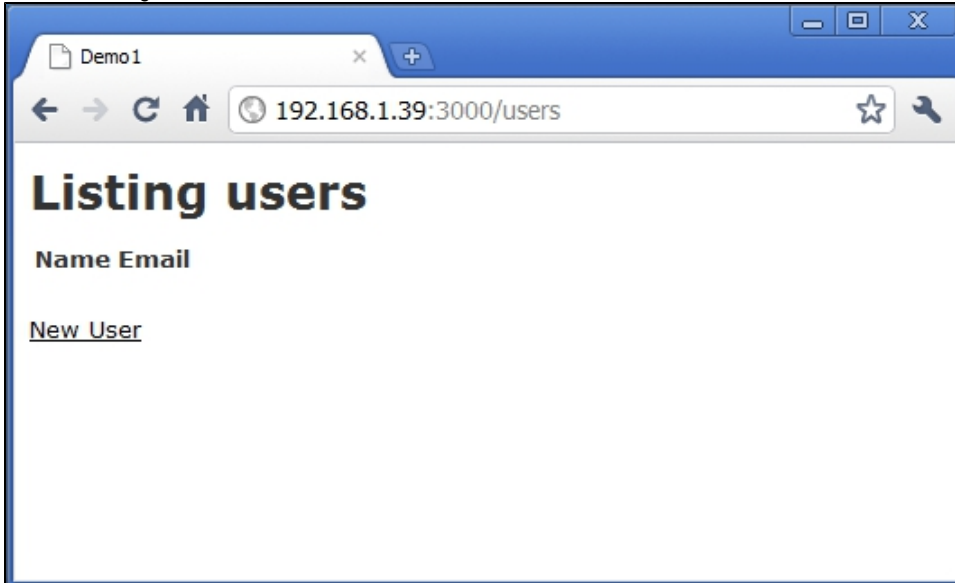 Demo1
192.168.1.39:3000/users
Listing users
Name Email
New User